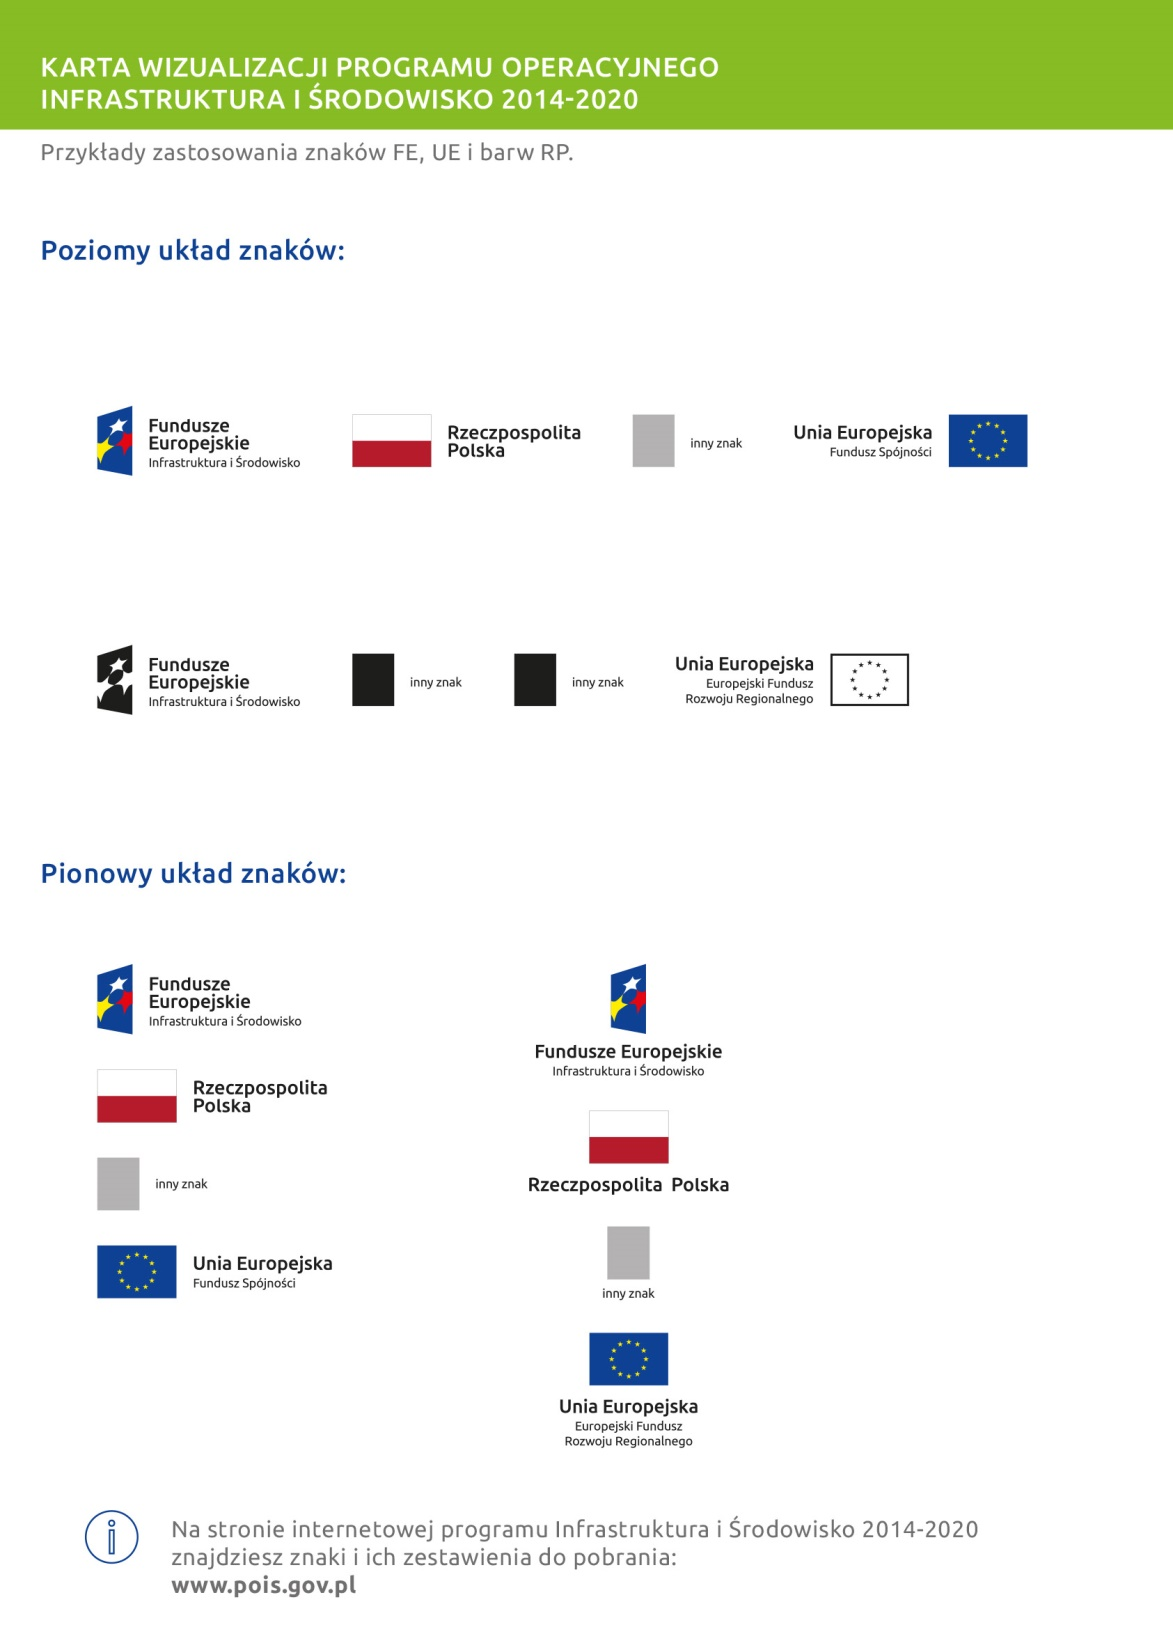 KARTA WIZUALIZACJI PROGRAMU OPERACYJNEGO
INFRASTRUKTURA I ŚRODOWISKO 2014-2020
Przykłady zastosowania znaków FE, UE i barw RP.
Poziomy układ znaków:
Fundusze
Europejskie
Infrastruktura i Środowisko
Rzeczpospolita
Polska
inny znak
Unia Europejska
Fundusz Spójności
Fundusze
Europejskie
Infrastruktura i Środowisko
inny znak
inny znak
Unia Europejska
Europejski Fundusz
Rozwoju Regionalnego
Pionowy układ znaków:
Fundusze
Europejskie
Infrastruktura i Środowisko
Rzeczpospolita
Polska
inny znak
Unia Europejska
Fundusz Spójności
Fundusze Europejskie
Infrastruktura i Środowisko
Rzeczpospolita Polska
inny znak
Unia Europejska
Europejski Fundusz
Rozwoju Regionalnego
Na stronie internetowej programu Infrastruktura i Środowisko 2014-2020
znajdziesz znaki i ich zestawienia do pobrania:
www.pois.gov.pl